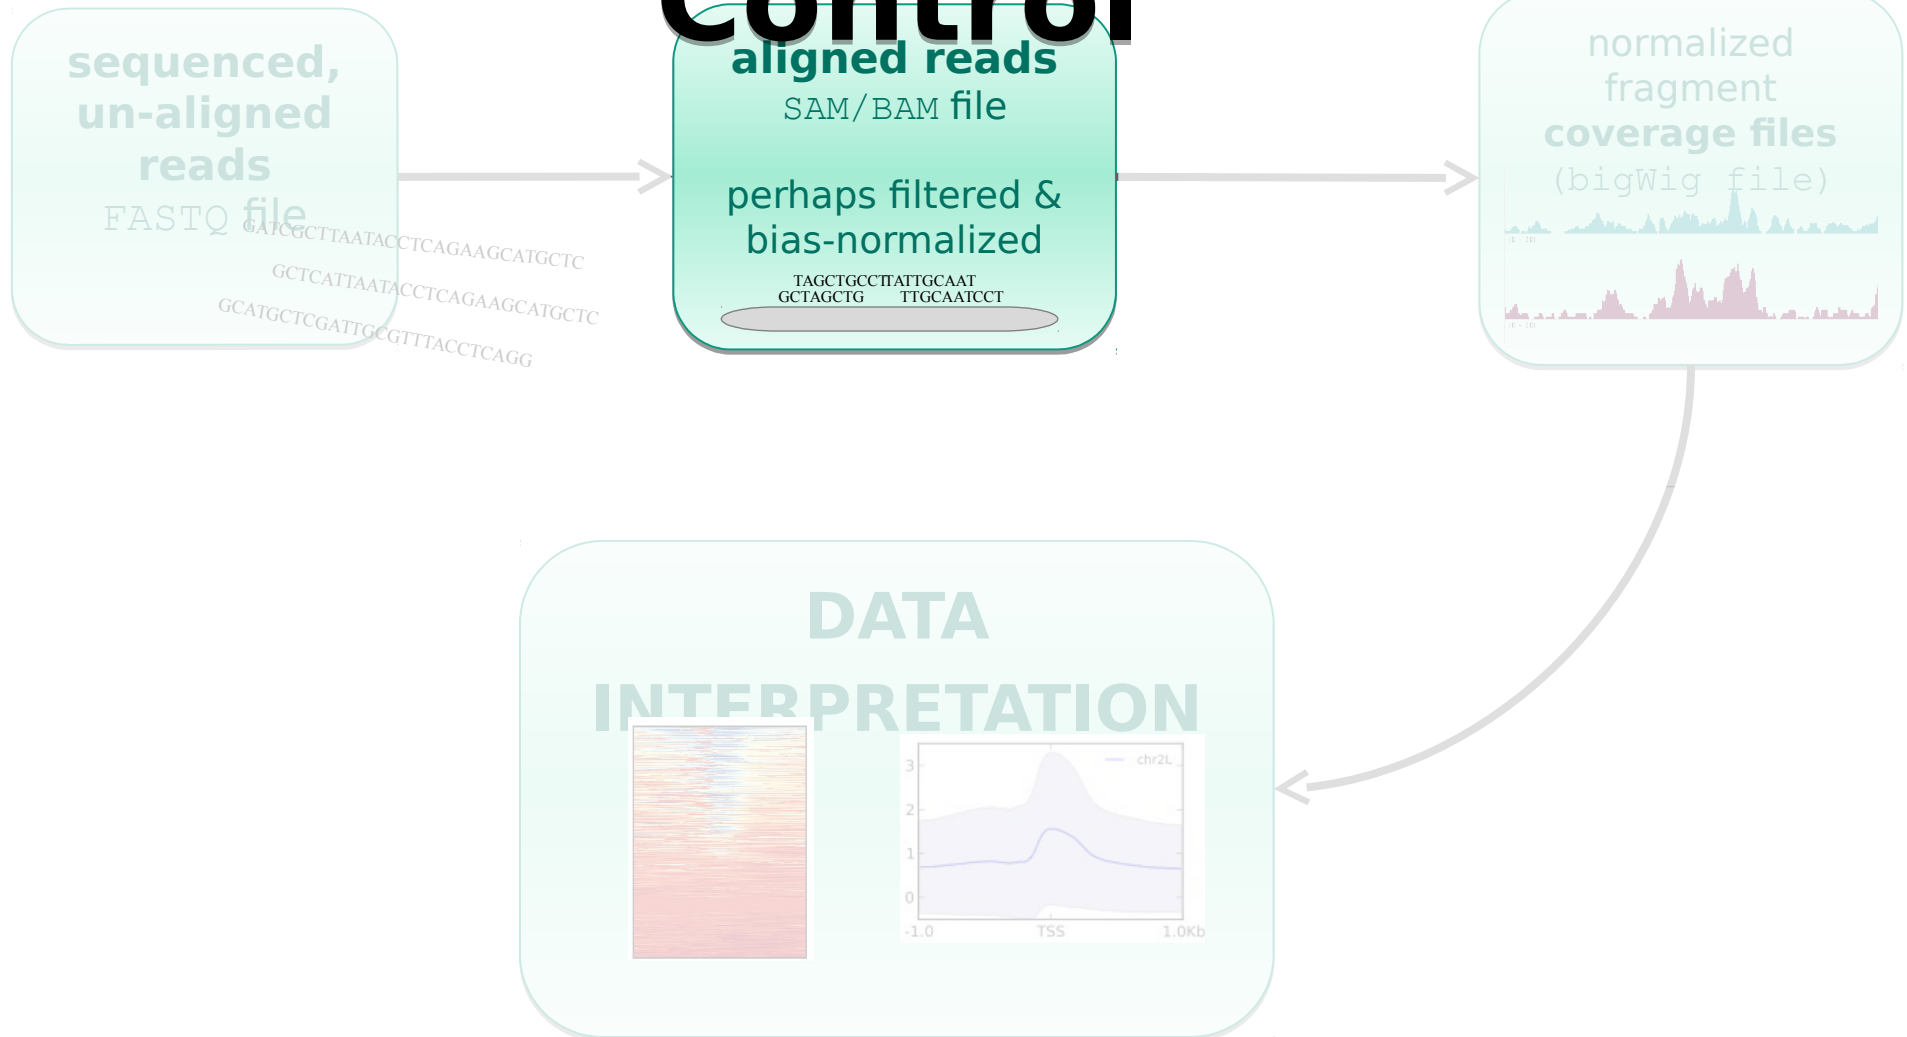 Control
sequenced,
un-aligned
reads
FASTQ file
GATCGCTTAATACCTCAGAAGCATGCTC
GCTCATTAATACCTCAGAAGCATGCTC
GCATGCTCGATTGCGTTTACCTCAGG
aligned reads
SAM/BAM file
perhaps filtered &
bias-normalized
TAGCTGCCTTATTGCAAT
GCTAGCTG TTGCAATCCT
normalized
fragment
coverage files
(bigWig file)
DATA
INTERPRETATION
chr2L
3
2
1
0
-1.0 TSS 1.0Kb